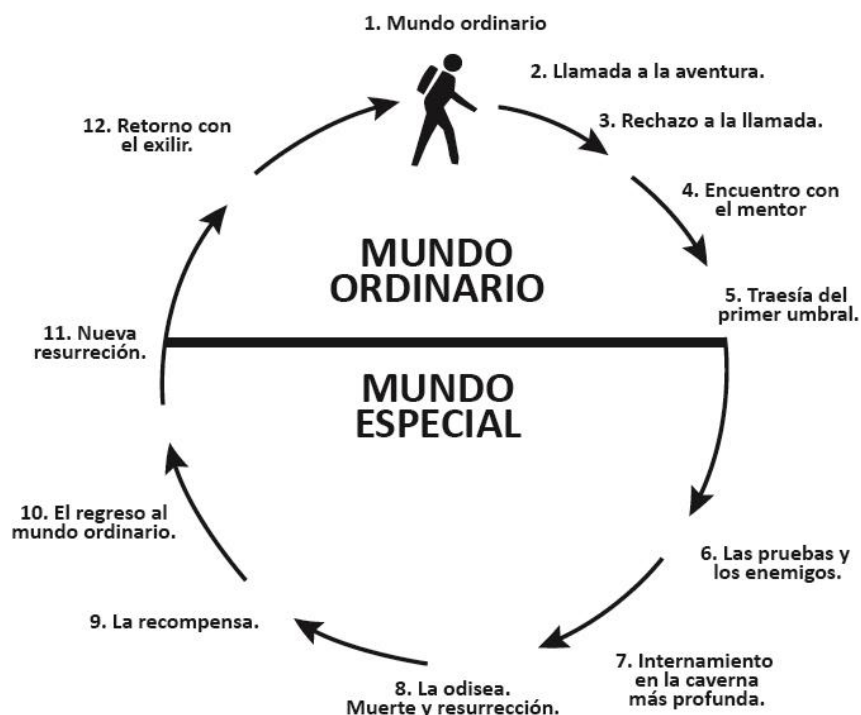 1. Mundo ordinario
2. Llamada a la aventura.
3. Rechazo a la llamada.
4. Encuentro con
el mentor
5. Traesía del
primer umbral.
6. Las pruebas y
los enemigos.
7. Internamiento
en la caverna
más profunda.
8. La odisea.
Muerte y resurrección.
9. La recompensa.
10. El regreso al
mundo ordinario.
11. Nueva
resurreción.
12. Retorno con
el exilir.
MUNDO
ORDINARIO
MUNDO
ESPECIAL